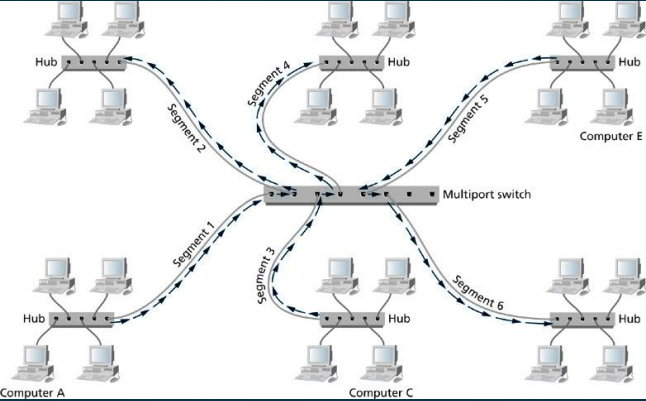 Hub
Segment 4
Hub
Hub
Segment 2
Segment 5
Computer E
Multiport switch
Segment 1
Segment 3
Segment 6
Hub
Hub
Hub
Computer A
Computer C